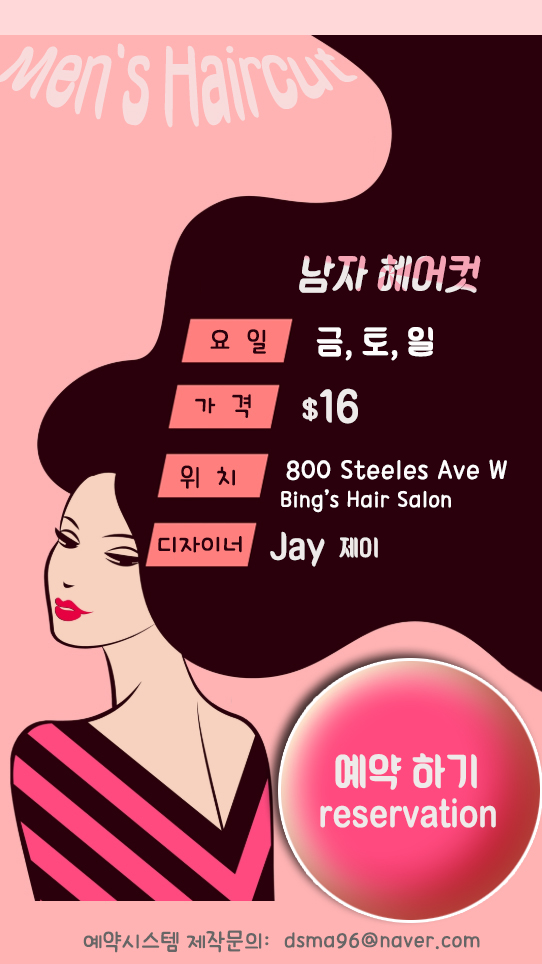 Men's Haircut
남자 헤어컷
요 일 금, 토, 일
가 격 $16
위 치 800 Steeles Ave W
Bing's Hair Salon
디자이너 Jay 제이
예약 하기
reservation
예약시스템 제작문의: dsma96@naver.com